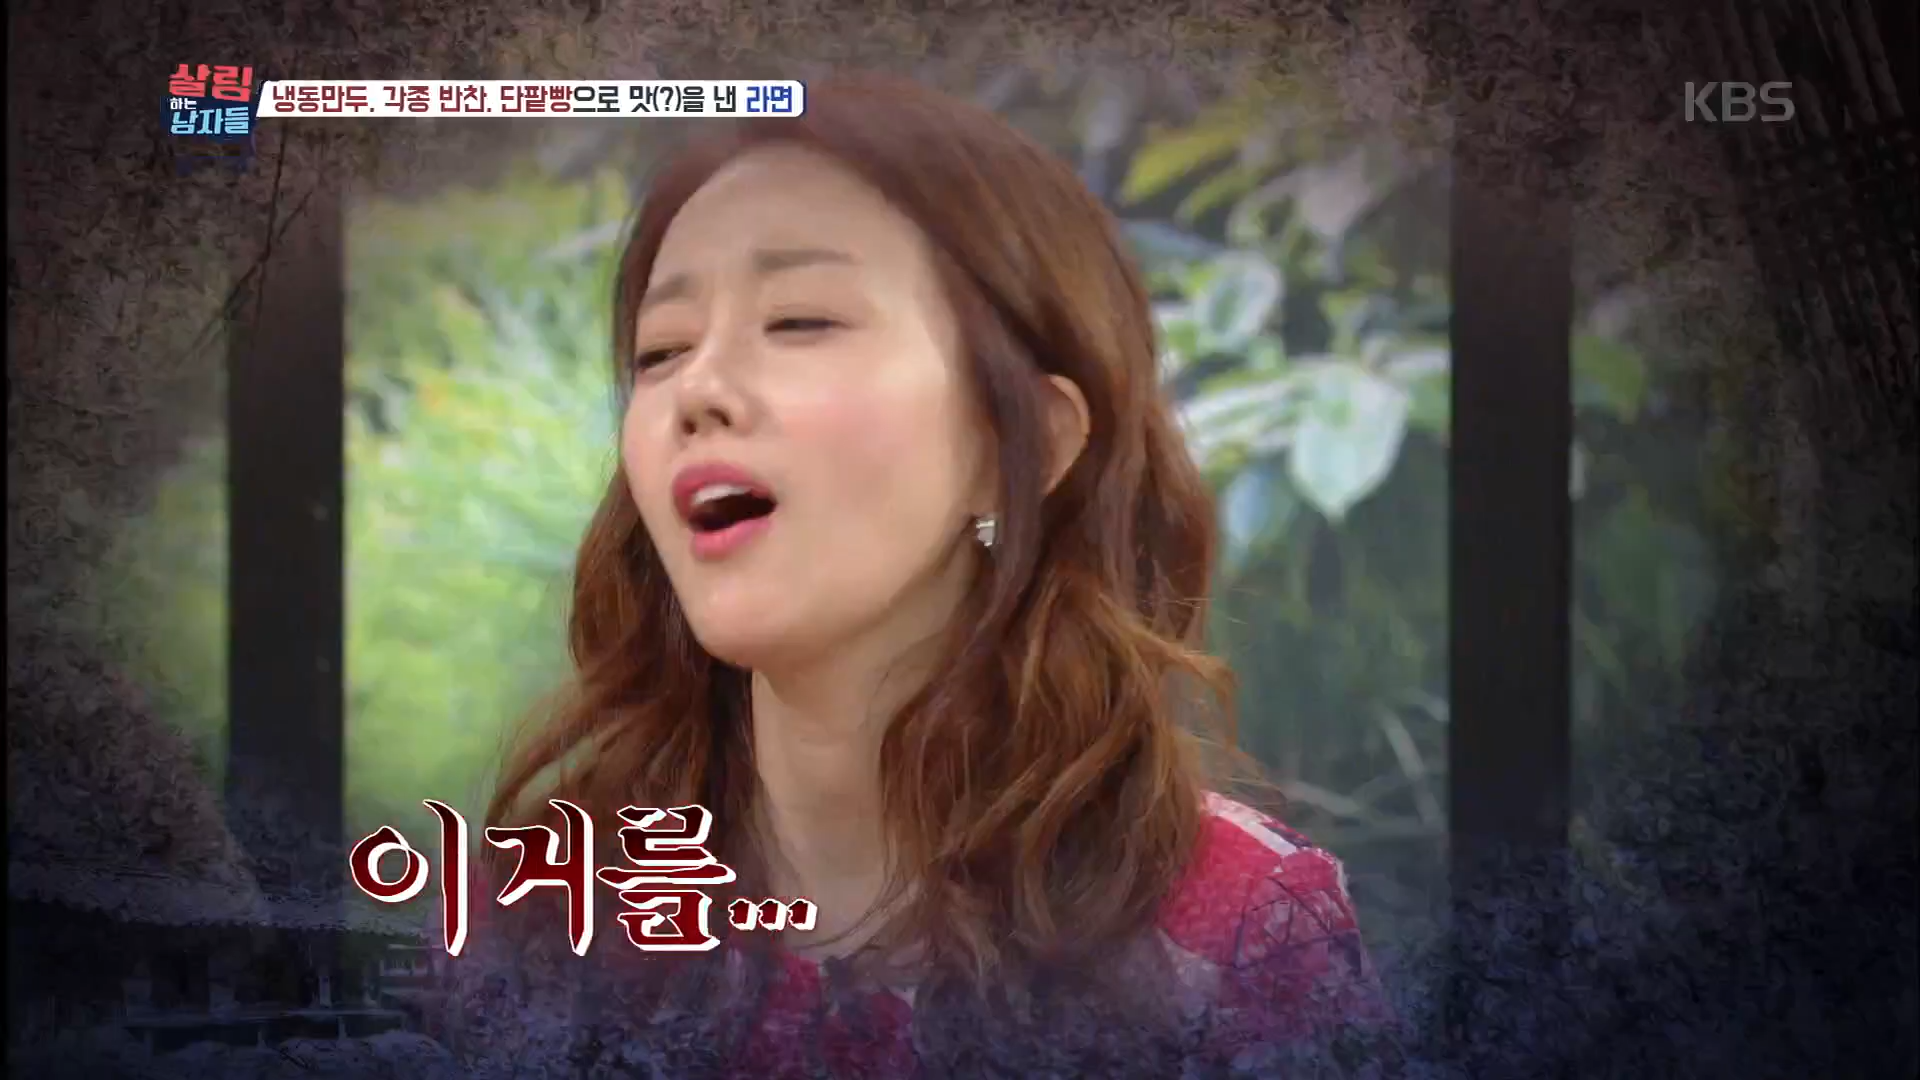 살림
하는
남자들
냉동만두, 각종 반찬, 단팥빵으로 맛(?)을 낸 라면
KBS
이거를...